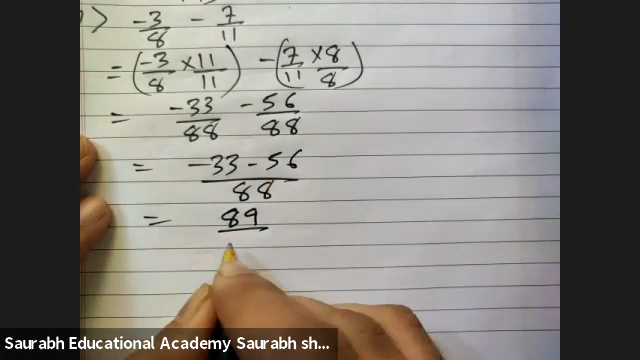 > -3/8 - 7/11
= (-3/8 × 11/11) - (7/11 × 8/8)
= -33/88 - 56/88
= -33-56/88
= 89
Saurabh Educational Academy Saurabh sh...